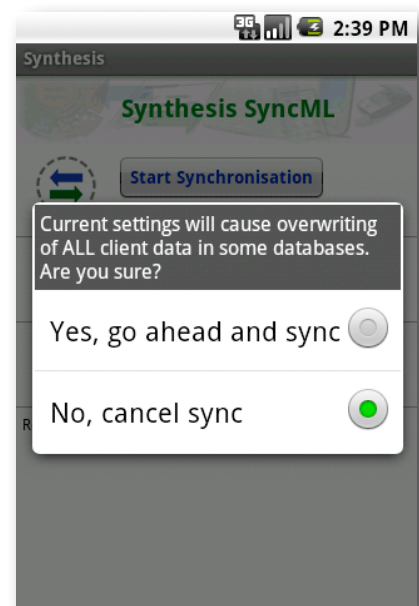 3G 2:39 PM
Synthesis
Synthesis SyncML
Start Synchronisation
Current settings will cause overwriting
of ALL client data in some databases.
Are you sure?
Yes, go ahead and sync
No, cancel sync
R